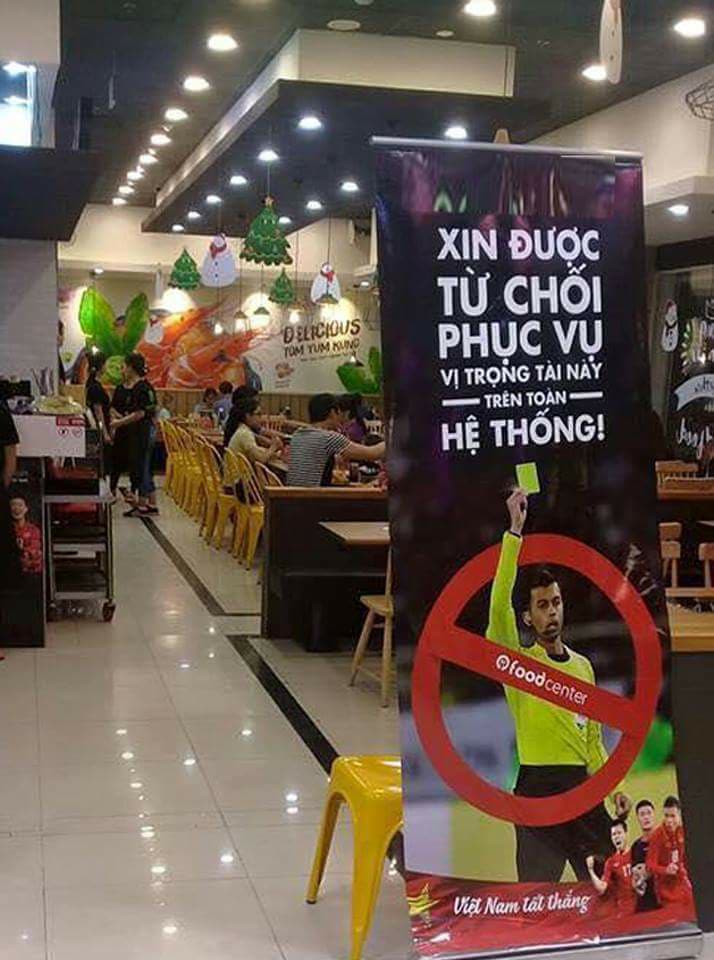 XIN ĐƯỢC
TỪ CHỐI
PHỤC VỤ
VỊ TRỌNG TÀI NÀY
TRÊN TOÀN
HỆ THỐNG!
foodcenter
Việt Nam tất thắng
DELICIOUS
TOM YUM KUNG